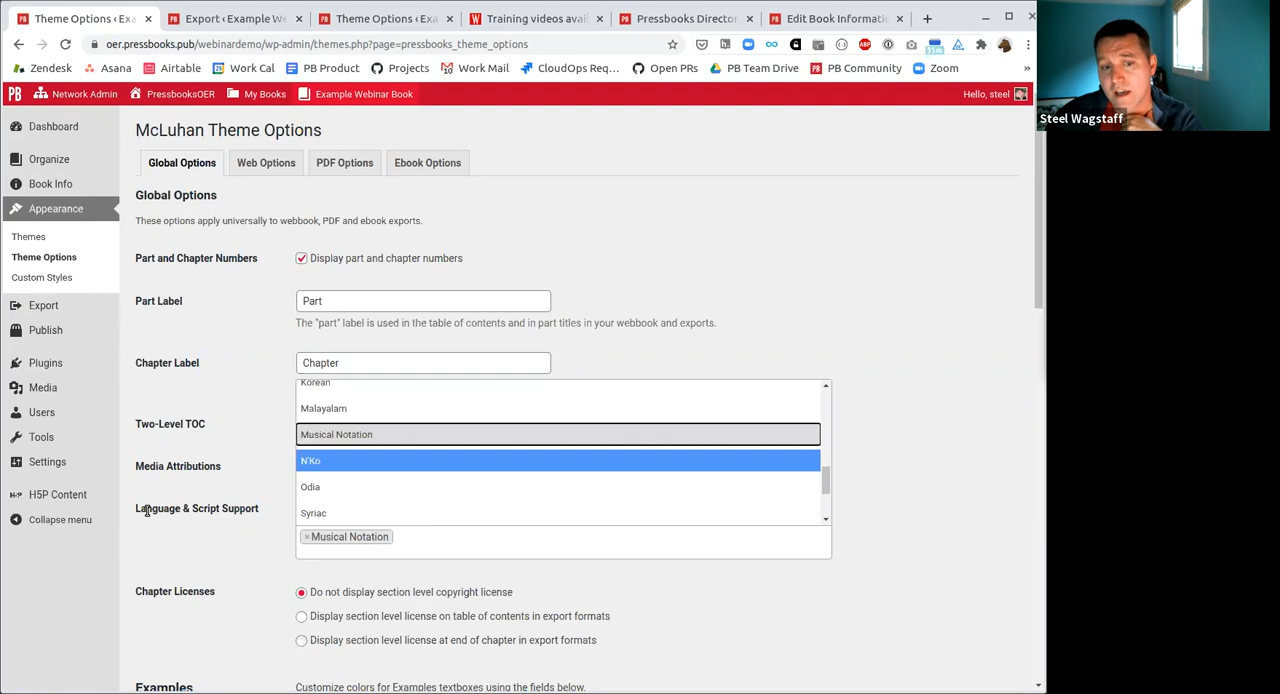 Theme Options ‹ Exa
Export ‹ Example We
Theme Options ‹ Exa
Training videos avai
Pressbooks Director
Edit Book Informatio
oer.pressbooks.pub/webinardemo/wp-admin/themes.php?page=pressbooks_theme_options
Zendesk Asana Airtable Work Cal PB Product Projects Work Mail CloudOps Req... Open PRs PB Team Drive PB Community Zoom »
PB Network Admin PressbooksOER My Books Example Webinar Book Hello, steel
Steel Wagstaff
Dashboard
Organize
Book Info
Appearance
Themes
Theme Options
Custom Styles
Export
Publish
Plugins
Media
Users
Tools
Settings
H5P Content
Collapse menu
McLuhan Theme Options
Global Options Web Options PDF Options Ebook Options
Global Options
These options apply universally to webbook, PDF and ebook exports.
Part and Chapter Numbers Display part and chapter numbers
Part Label Part
The "part" label is used in the table of contents and in part titles in your webbook and exports.
Chapter Label Chapter
Korean
Malayalam
Two-Level TOC
Musical Notation
N'Ko
Media Attributions
Odia
Language & Script Support
Syriac
×Musical Notation
Chapter Licenses Do not display section level copyright license
Display section level license on table of contents in export formats
Display section level license at end of chapter in export formats
Examples Customize colors for Examples textboxes using the fields below.